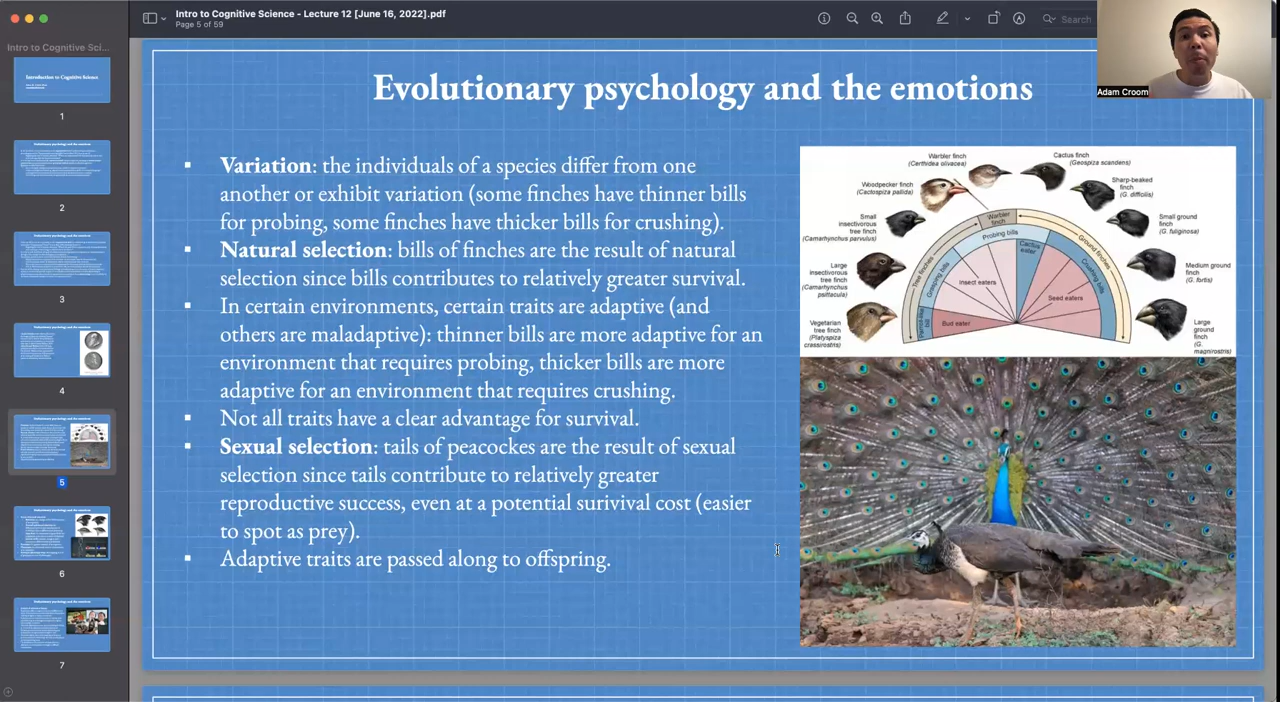 Intro to Cognitive Science - Lecture 12 [June 16, 2022].pdf
Page 5 of 59
Search
Adam Croom
Intro to Cognitive Sci...
Introduction to Cognitive Science
1
2
3
4
5
6
7
Evolutionary psychology and the emotions
▪ Variation: the individuals of a species differ from one
another or exhibit variation (some finches have thinner bills
for probing, some finches have thicker bills for crushing).
▪ Natural selection: bills of finches are the result of natural
selection since bills contributes to relatively greater survival.
▪ In certain environments, certain traits are adaptive (and
others are maladaptive): thinner bills are more adaptive for an
environment that requires probing, thicker bills are more
adaptive for an environment that requires crushing.
▪ Not all traits have a clear advantage for survival.
▪ Sexual selection: tails of peacockes are the result of sexual
selection since tails contribute to relatively greater
reproductive success, even at a potential surivival cost (easier
to spot as prey).
▪ Adaptive traits are passed along to offspring.
Warbler finch
(Certhidea olivacea)
Cactus finch
(Geospiza scandens)
Woodpecker finch
(Cactospiza pallida)
Sharp-beaked
finch
(G. difficilis)
Small
insectivorous
tree finch
(Camarhynchus parvulus)
Small ground
finch
(G. fuliginosa)
Large
insectivorous
tree finch
(Camarhynchus
psittacula)
Medium ground
finch
(G. fortis)
Vegetarian
tree finch
(Platyspiza
crassirostris)
Large
ground
finch
(G.
magnirostris)
Warbler
finch
Probing bills
Cactus
eater
Tree finches
Grasping bills
Insect eaters
Ground finches
Crushing bills
Seed eaters
Bud eater